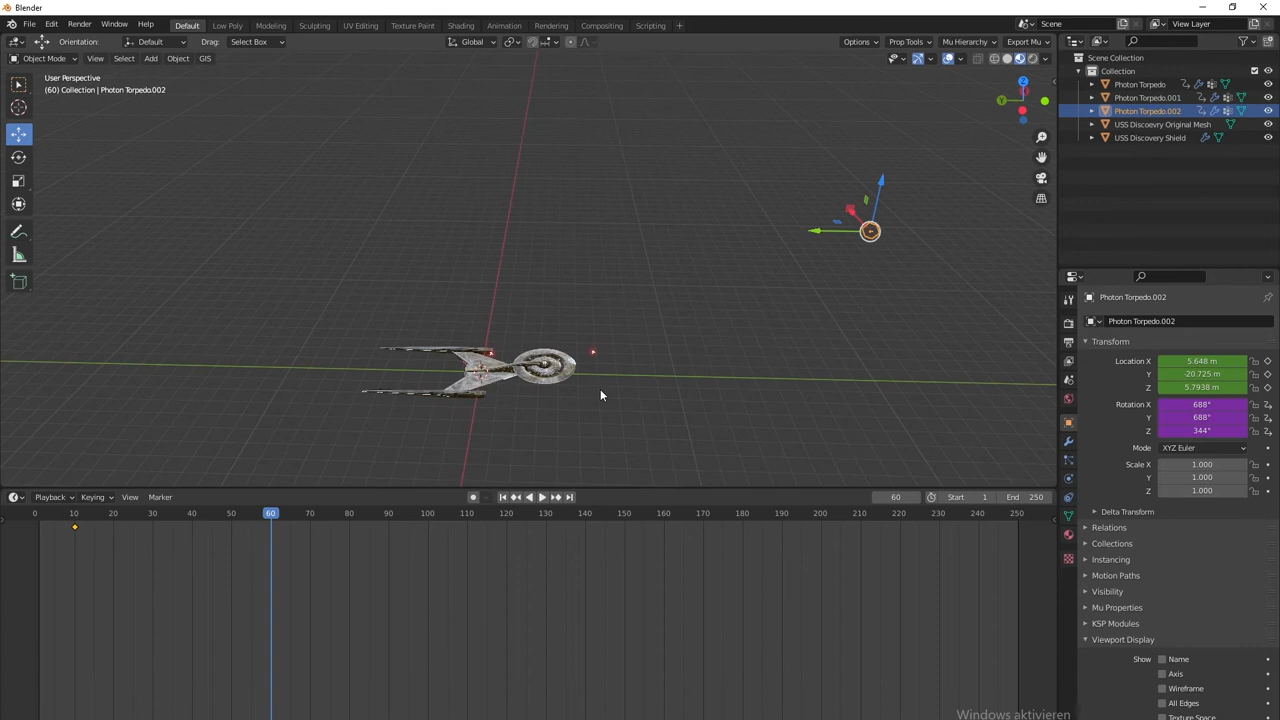 Blender
File Edit Render Window Help Default Low Poly Modeling Sculpting UV Editing Texture Paint Shading Animation Rendering Compositing Scripting + Scene View Layer
Orientation: Default Drag: Select Box Global Options Prop Tools Mu Hierarchy Export Mu
Object Mode View Select Add Object GIS
User Perspective
(60) Collection | Photon Torpedo.002
Z
Y
Scene Collection
Collection
Photon Torpedo
Photon Torpedo.001
Photon Torpedo.002
USS Discoevry Original Mesh
USS Discovery Shield
Photon Torpedo.002
Photon Torpedo.002
Transform
Location X 5.648 m
Y -20.725 m
Z 5.7938 m
Rotation X 688°
Y 688°
Z 344°
Mode XYZ Euler
Scale X 1.000
Y 1.000
Z 1.000
Delta Transform
Relations
Collections
Instancing
Motion Paths
Visibility
Mu Properties
KSP Modules
Viewport Display
Show Name
Axis
Wireframe
All Edges
Texture Space
Playback Keying View Marker 60 Start 1 End 250
0 10 20 30 40 50 60 70 80 90 100 110 120 130 140 150 160 170 180 190 200 210 220 230 240 250
Windows aktivieren